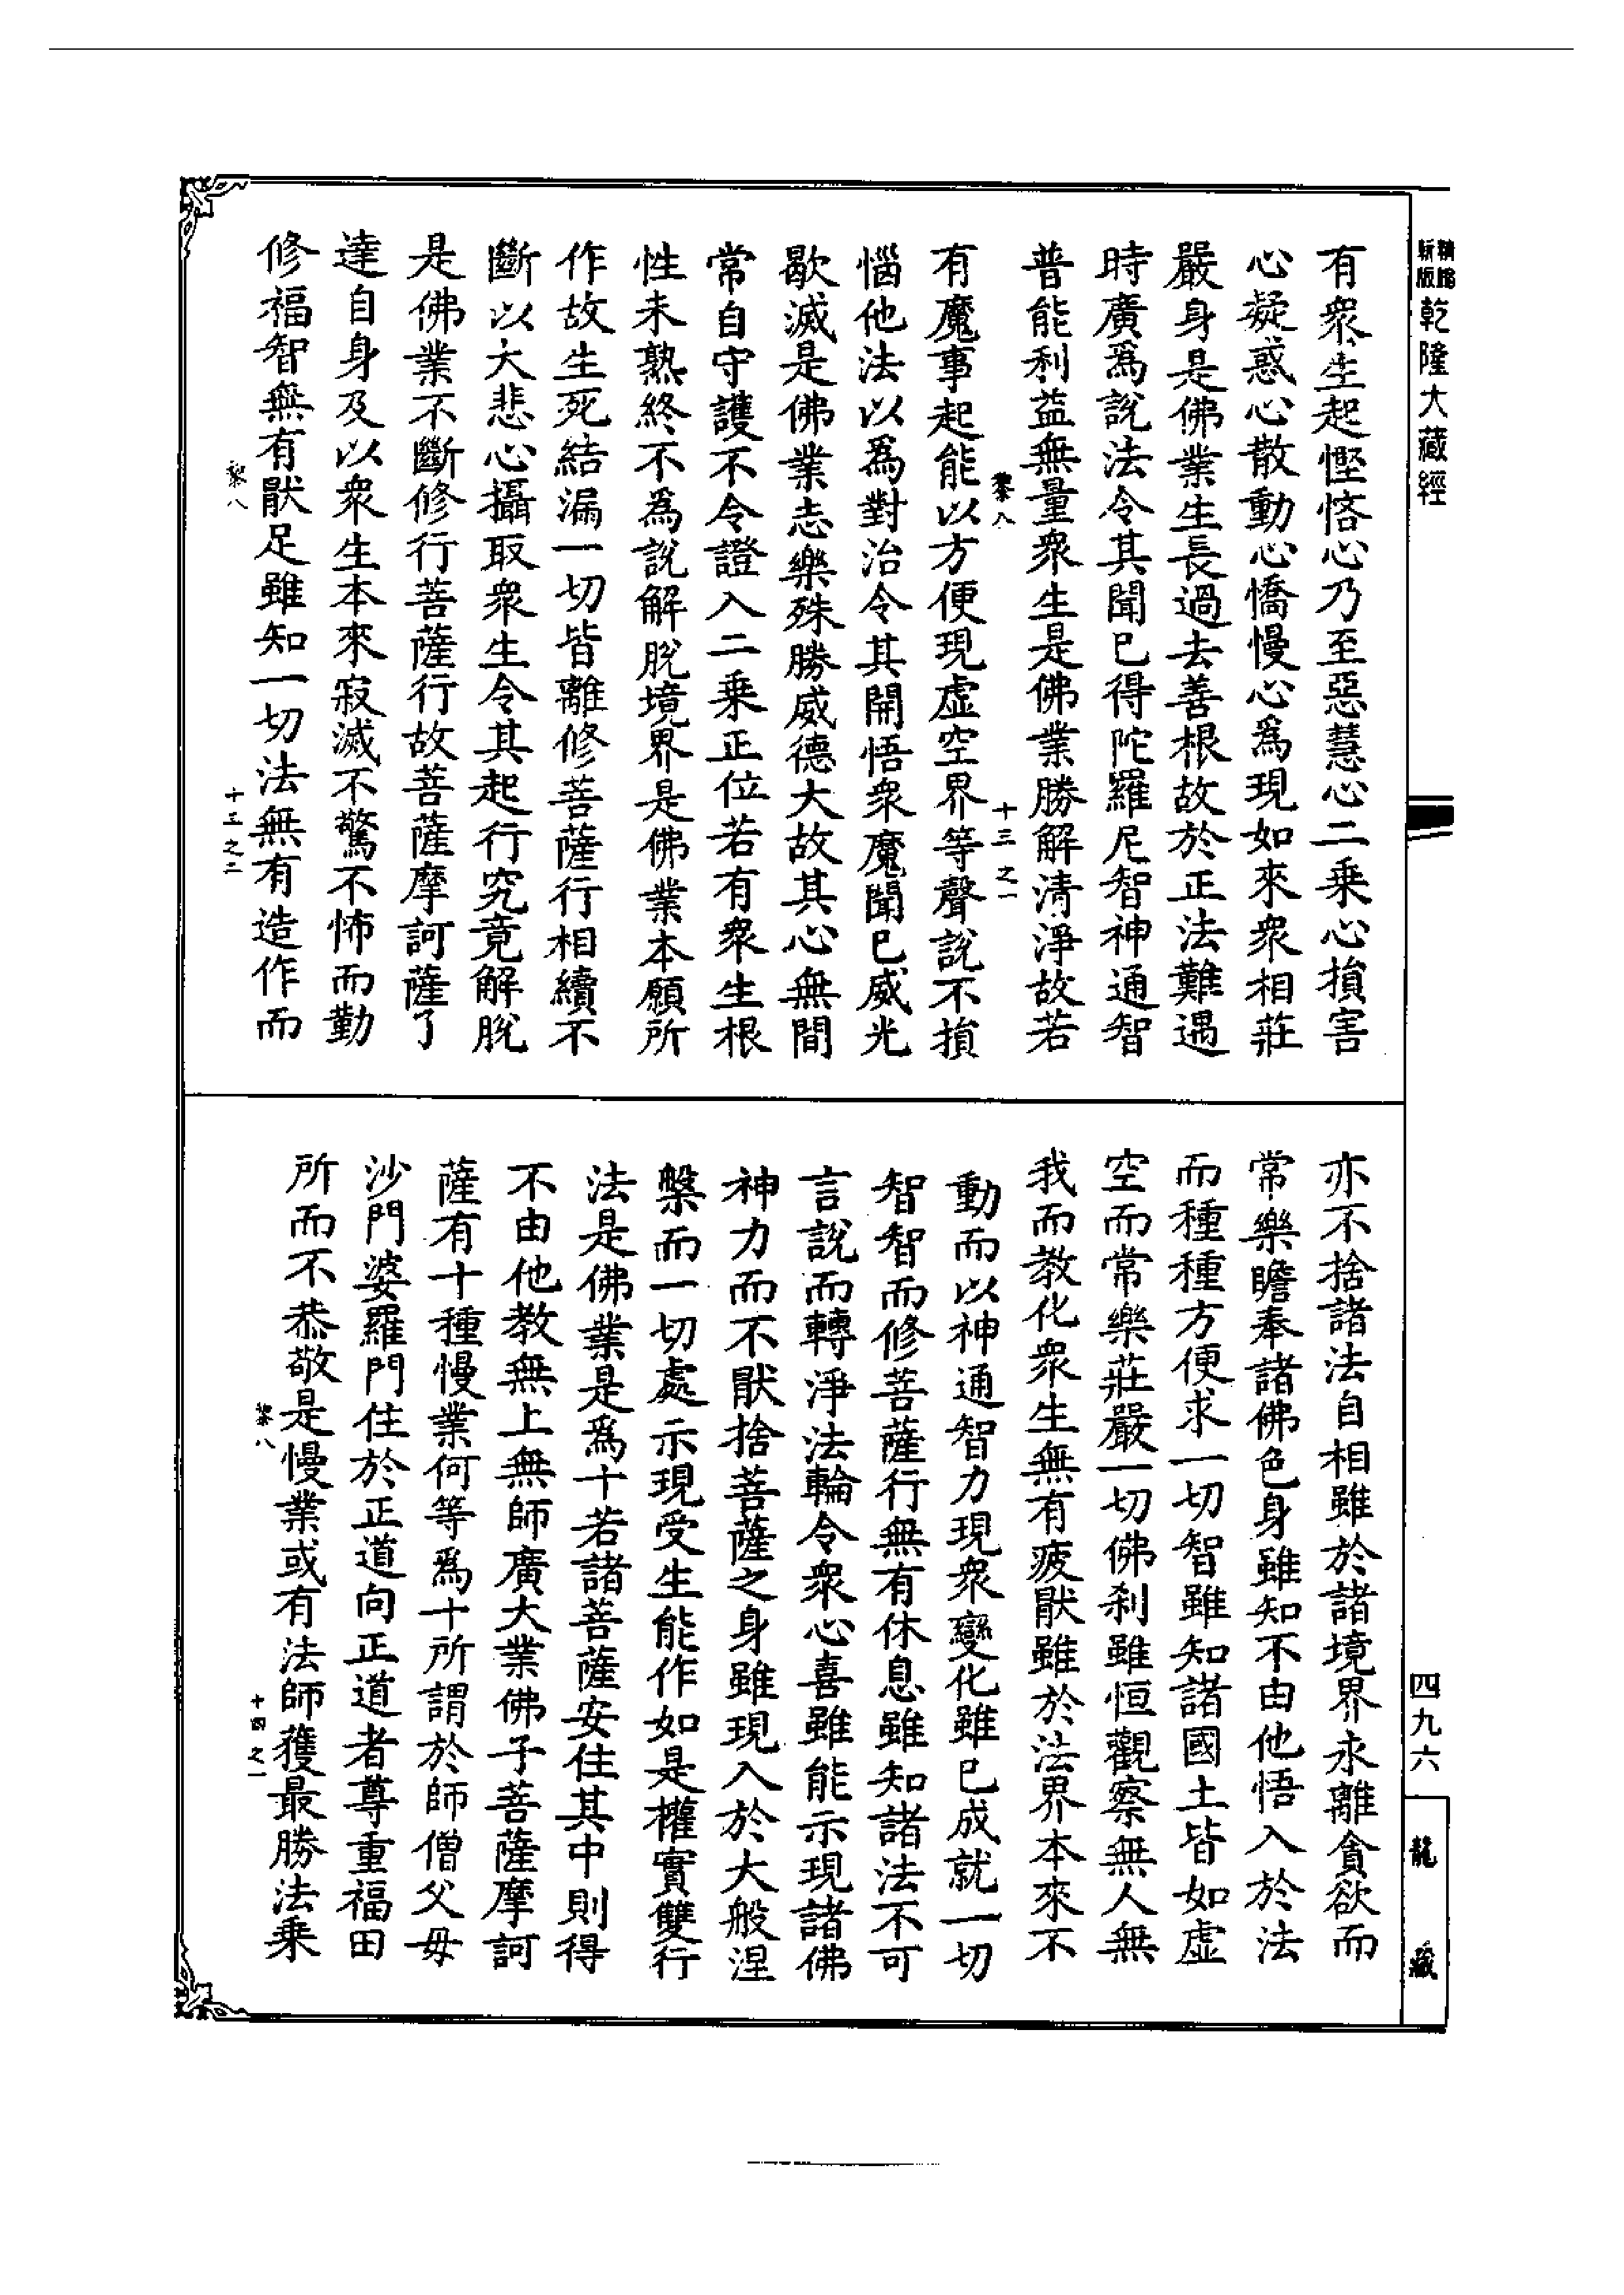 精縮
新版
乾隆大藏經
四九六
龍藏
有衆生起慳悋心乃至惡慧心二乘心損害
心疑惑心散動心憍慢心爲現如來衆相莊
嚴身是佛業生長過去善根故於正法難遇
時廣爲說法令其聞已得陀羅尼智神通智
普能利益無量衆生是佛業勝解清淨故若
黎八
十三之一
有魔事起能以方便現虛空界等聲說不損
惱他法以爲對治令其開悟衆魔聞已威光
歇滅是佛業志樂殊勝威德大故其心無間
常自守護不令證入二乘正位若有衆生根
性未熟終不爲說解脫境界是佛業本願所
作故生死結漏一切皆離修菩薩行相續不
斷以大悲心攝取衆生令其起行究竟解脫
是佛業不斷修行菩薩行故菩薩摩訶薩了
達自身及以衆生本來寂滅不驚不怖而勤
修福智無有厭足雖知一切法無有造作而
黎八
十三之二
亦不捨諸法自相雖於諸境界永離貪欲而
常樂瞻奉諸佛色身雖知不由他悟入於法
而種種方便求一切智雖知諸國土皆如虛
空而常樂莊嚴一切佛刹雖恒觀察無人無
我而教化衆生無有疲厭雖於法界本來不
動而以神通智力現衆變化雖已成就一切
智智而修菩薩行無有休息雖知諸法不可
言說而轉淨法輪令衆心喜雖能示現諸佛
神力而不厭捨菩薩之身雖現入於大般涅
槃而一切處示現受生能作如是權實雙行
法是佛業是爲十若諸菩薩安住其中則得
不由他教無上無師廣大業佛子菩薩摩訶
薩有十種慢業何等爲十所謂於師僧父母
沙門婆羅門住於正道向正道者尊重福田
所而不恭敬是慢業或有法師獲最勝法乘
黎八
十四之一